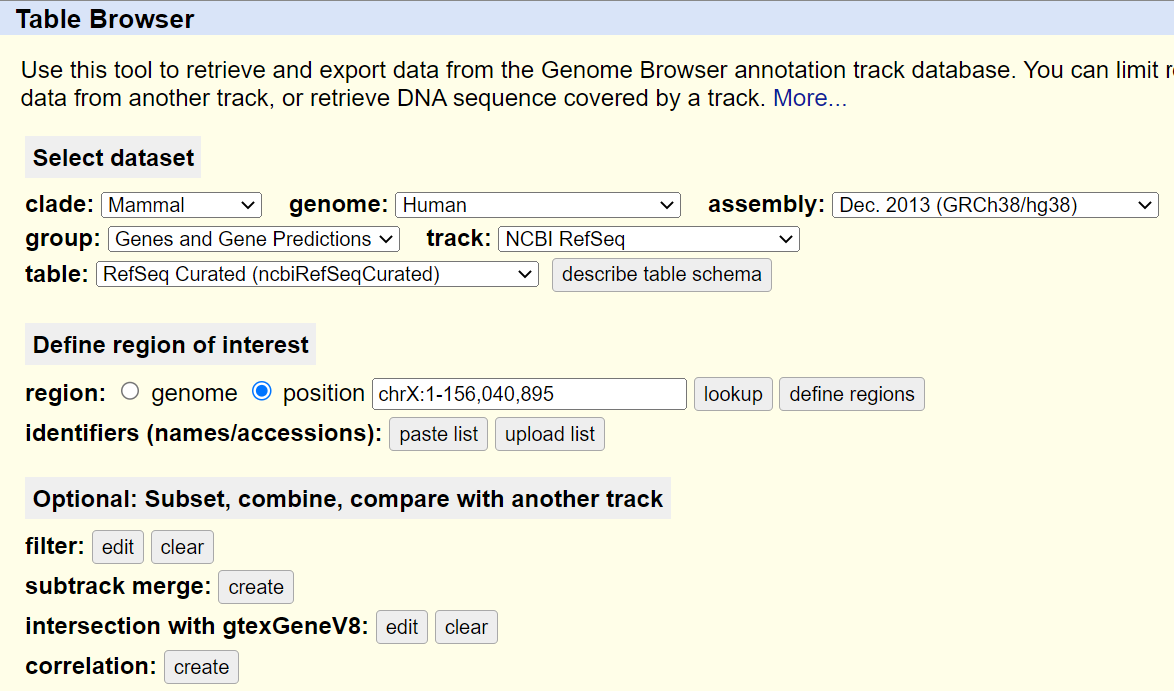 Table Browser
Use this tool to retrieve and export data from the Genome Browser annotation track database. You can limit
data from another track, or retrieve DNA sequence covered by a track. More...
Select dataset
clade: Mammal genome: Human assembly: Dec. 2013 (GRCh38/hg38)
group: Genes and Gene Predictions track: NCBI RefSeq
table: RefSeq Curated (ncbiRefSeqCurated) describe table schema
Define region of interest
region: genome position chrX:1-156,040,895 lookup define regions
identifiers (names/accessions): paste list upload list
Optional: Subset, combine, compare with another track
filter: edit clear
subtrack merge: create
intersection with gtexGeneV8: edit clear
correlation: create